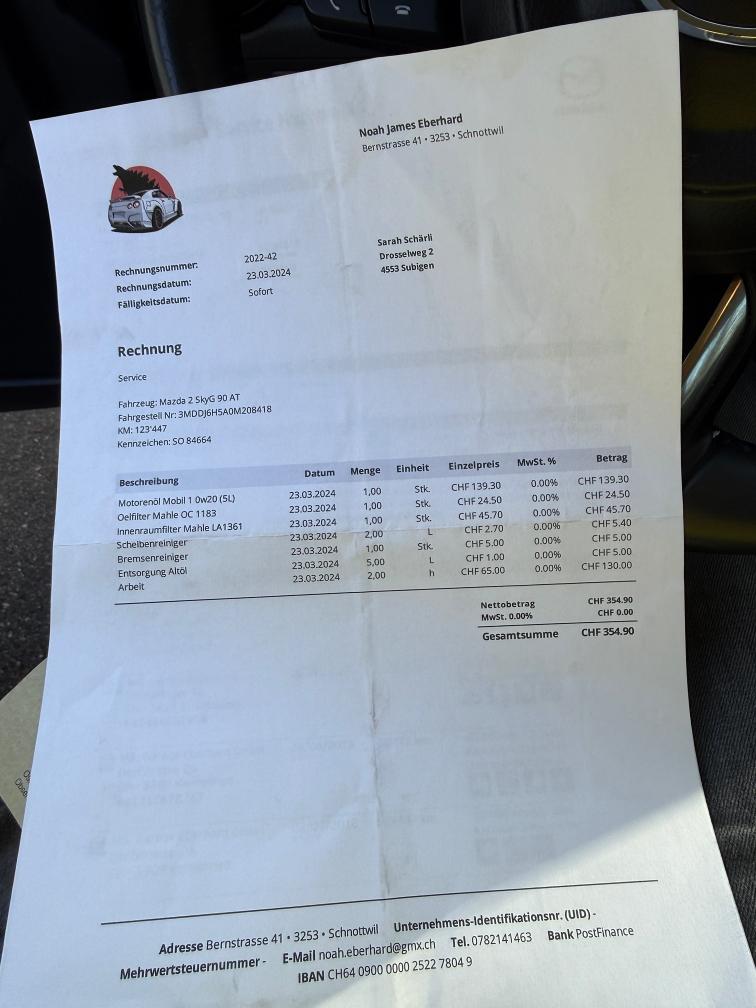 Noah James Eberhard
Bernstrasse 41 • 3253 • Schnottwil
Sarah Schärli
Drosselweg 2
4553 Subigen
Rechnungsnummer: 2022-42
Rechnungsdatum: 23.03.2024
Fälligkeitsdatum: Sofort
Rechnung
Service
Fahrzeug: Mazda 2 SkyG 90 AT
Fahrgestell Nr: 3MDDJ6H5A0M208418
KM: 123'447
Kennzeichen: SO 84664
Beschreibung Datum Menge Einheit Einzelpreis MwSt. % Betrag
Motorenöl Mobil 1 0w20 (5L) 23.03.2024 1,00 Stk. CHF 139.30 0.00% CHF 139.30
Oelfilter Mahle OC 1183 23.03.2024 1,00 Stk. CHF 24.50 0.00% CHF 24.50
Innenraumfilter Mahle LA1361 23.03.2024 1,00 Stk. CHF 45.70 0.00% CHF 45.70
Scheibenreiniger 23.03.2024 2,00 L CHF 2.70 0.00% CHF 5.40
Bremsenreiniger 23.03.2024 1,00 Stk. CHF 5.00 0.00% CHF 5.00
Entsorgung Altöl 23.03.2024 5,00 L CHF 1.00 0.00% CHF 5.00
Arbeit 23.03.2024 2,00 h CHF 65.00 0.00% CHF 130.00
Nettobetrag CHF 354.90
MwSt. 0.00% CHF 0.00
Gesamtsumme CHF 354.90
Adresse Bernstrasse 41 • 3253 • Schnottwil Unternehmens-Identifikationsnr. (UID) -
Mehrwertsteuernummer - E-Mail noah.eberhard@gmx.ch Tel. 0782141463 Bank PostFinance
IBAN CH64 0900 0000 2522 7804 9